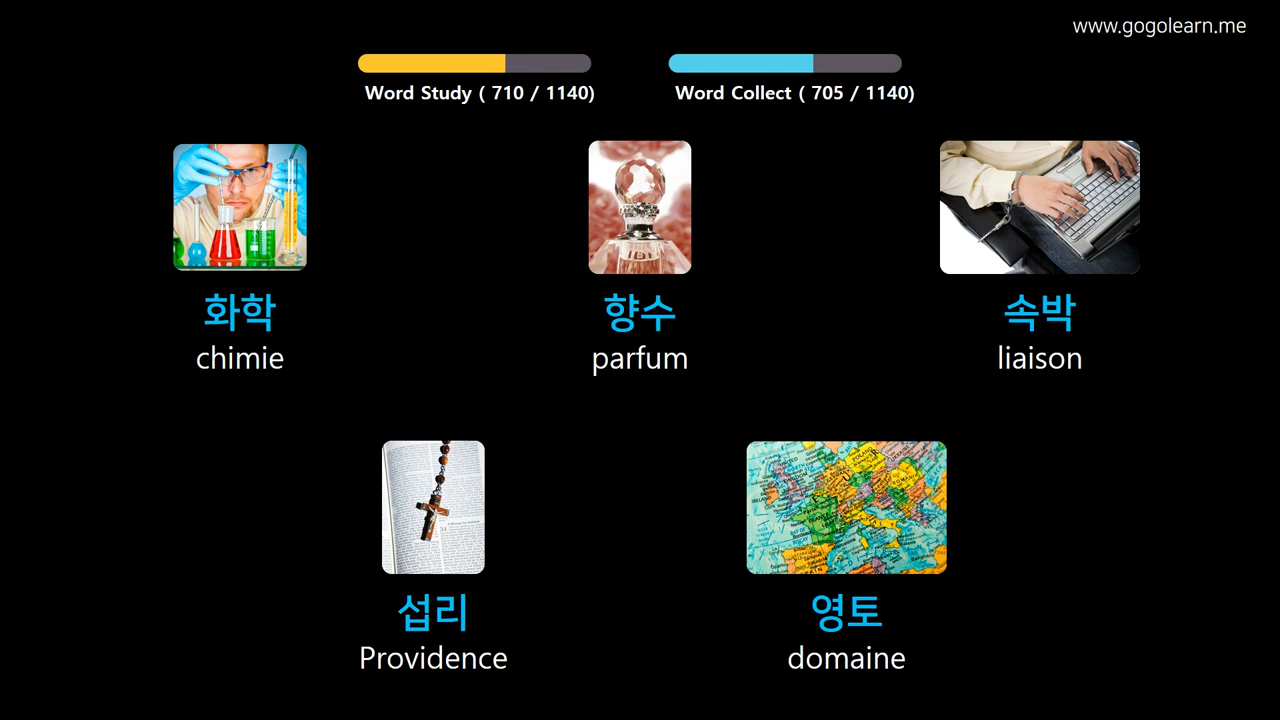 www.gogolearn.me
Word Study ( 710 / 1140)
Word Collect ( 705 / 1140)
화학
chimie
향수
parfum
속박
liaison
섭리
Providence
영토
domaine